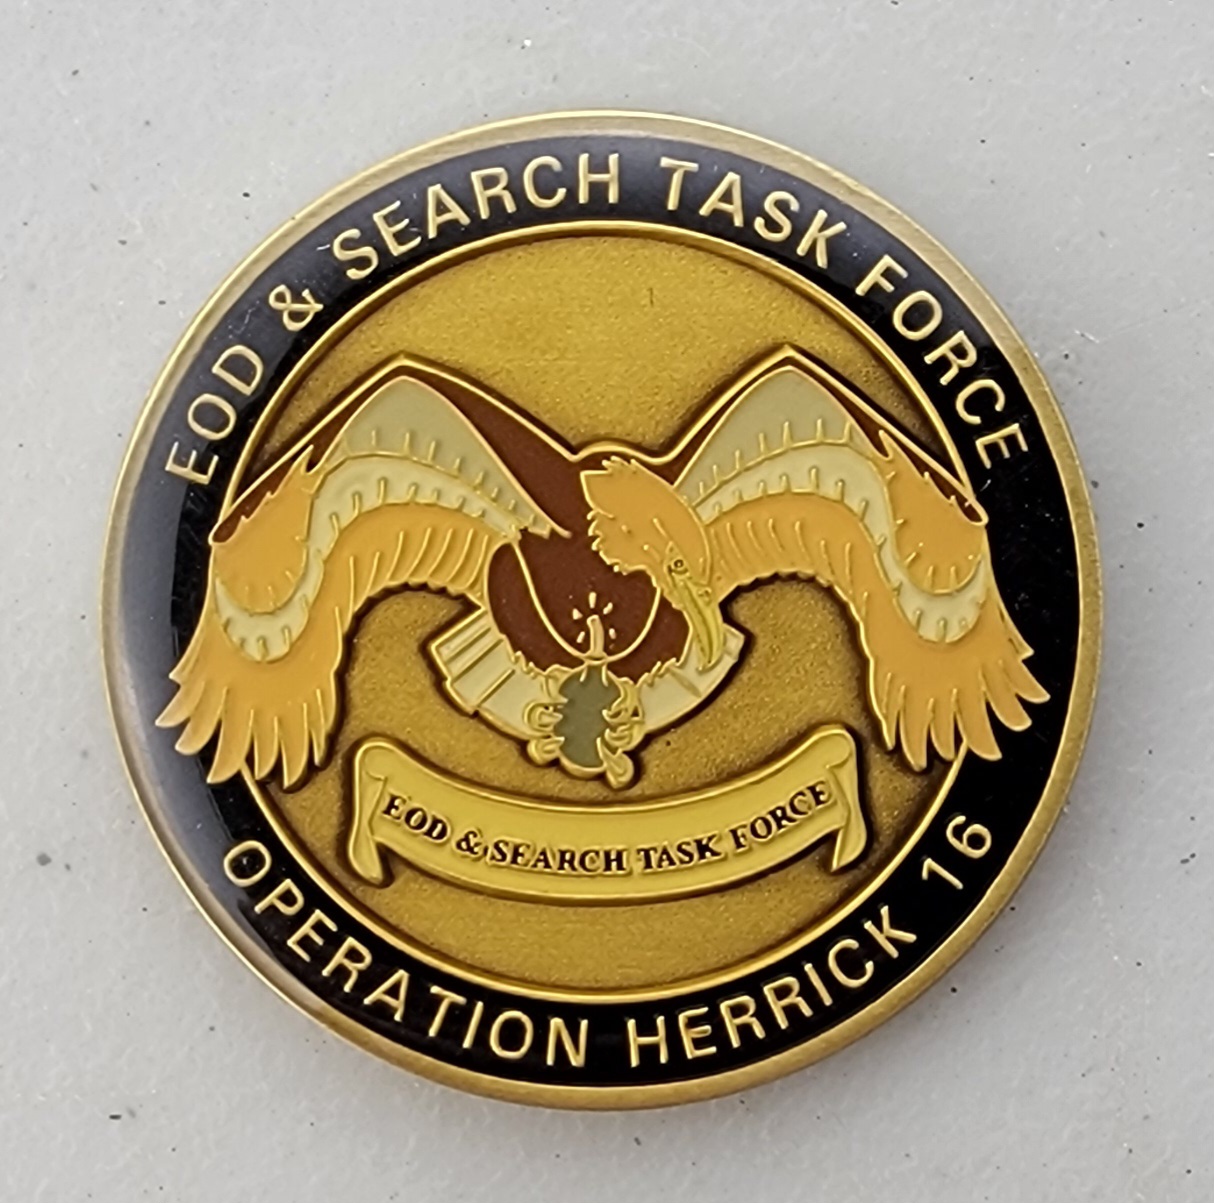 EOD & SEARCH TASK FORCE
EOD & SEARCH TASK FORCE
OPERATION HERRICK 16